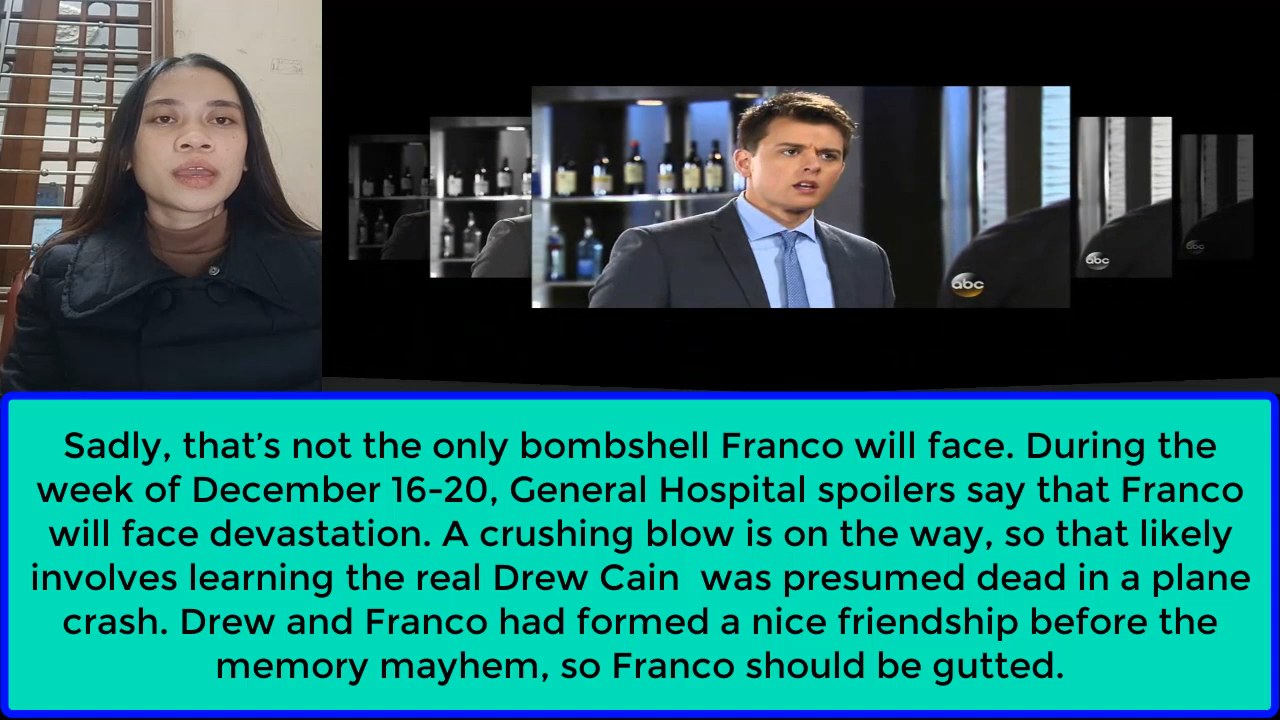 abc
abc
abc
Sadly, that’s not the only bombshell Franco will face. During the
week of December 16-20, General Hospital spoilers say that Franco
will face devastation. A crushing blow is on the way, so that likely
involves learning the real Drew Cain  was presumed dead in a plane
crash. Drew and Franco had formed a nice friendship before the
memory mayhem, so Franco should be gutted.